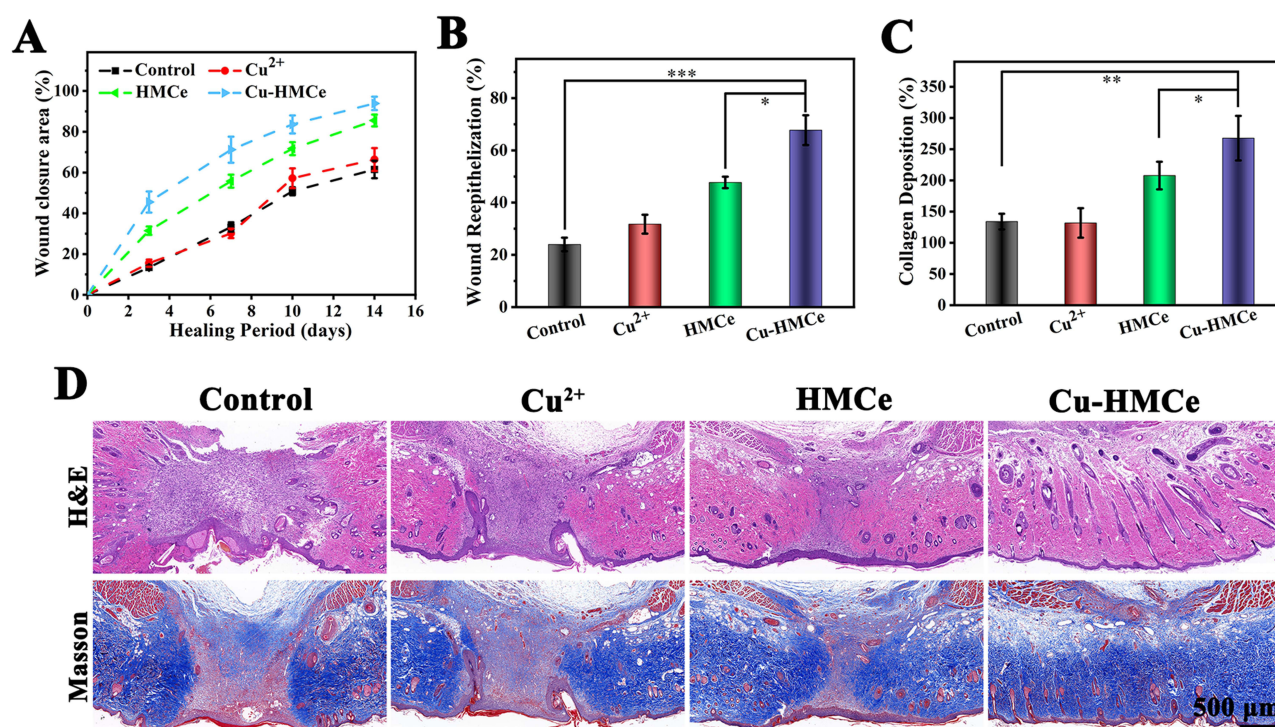 A
Wound closure area (%)
100
80
60
40
20
0
Control
Cu²⁺
HMCe
Cu-HMCe
0 2 4 6 8 10 12 14 16
Healing Period (days)
B
Wound Reepithelization (%)
80
60
40
20
0
***
*
Control Cu²⁺ HMCe Cu-HMCe
C
Collagen Deposition (%)
350
300
250
200
150
100
50
0
**
*
Control Cu²⁺ HMCe Cu-HMCe
D
Control Cu²⁺ HMCe Cu-HMCe
H&E
Masson
500 μm